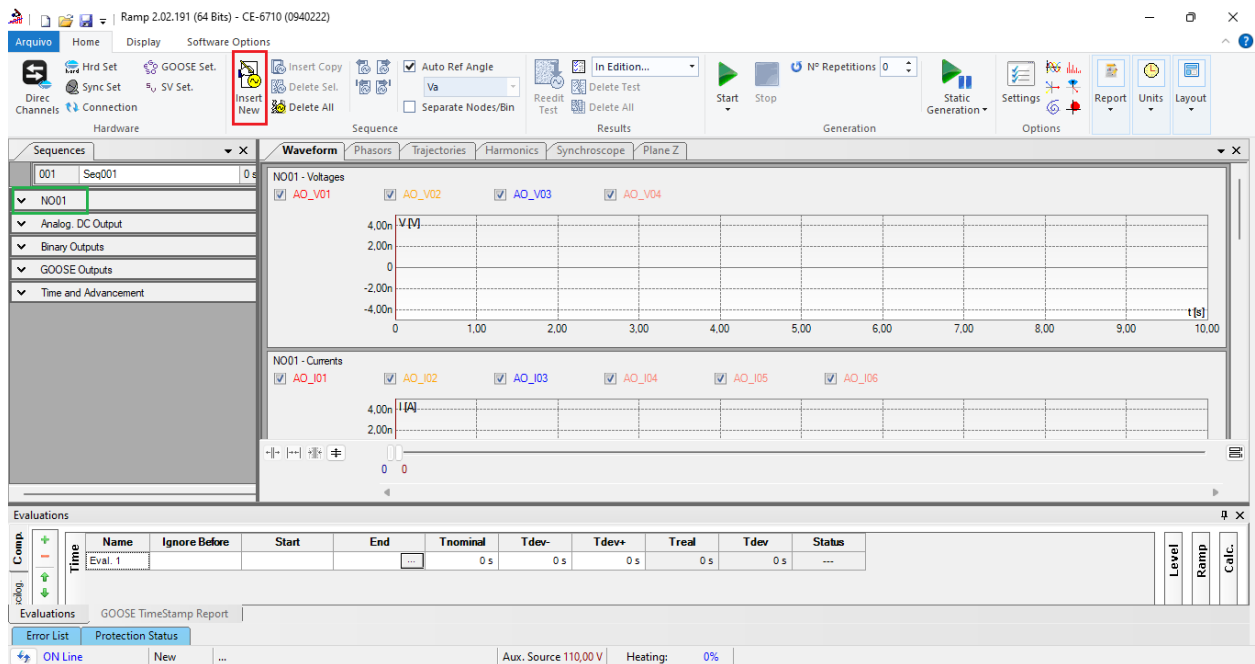 Ramp 2.02.191 (64 Bits) - CE-6710 (0940222)
Arquivo Home Display Software Options
Direc Channels
Hrd Set
Sync Set
Connection
GOOSE Set.
SV Set.
Hardware
Insert New
Insert Copy
Delete Sel.
Delete All
Auto Ref Angle
Va
Separate Nodes/Bin
Sequence
Reedit Test
In Edition...
Delete Test
Delete All
Results
Start
Stop
Nº Repetitions 0
Static Generation
Generation
Settings
Options
Report
Units
Layout
Sequences
001 Seq001 0 s
NO01
Analog. DC Output
Binary Outputs
GOOSE Outputs
Time and Advancement
Waveform Phasors Trajectories Harmonics Synchroscope Plane Z
NO01 - Voltages
AO_V01 AO_V02 AO_V03 AO_V04
V [V]
4,00n
2,00n
0
-2,00n
-4,00n
t [s]
0 1,00 2,00 3,00 4,00 5,00 6,00 7,00 8,00 9,00 10,00
NO01 - Currents
AO_I01 AO_I02 AO_I03 AO_I04 AO_I05 AO_I06
I [A]
4,00n
2,00n
0 0
Evaluations
Comp.
Time
Name Ignore Before Start End Tnominal Tdev- Tdev+ Treal Tdev Status
Eval. 1 ... 0 s 0 s 0 s 0 s 0 s ---
Level
Ramp
Calc.
Evaluations GOOSE TimeStamp Report
Error List Protection Status
ON Line New ... Aux. Source 110,00 V Heating: 0%